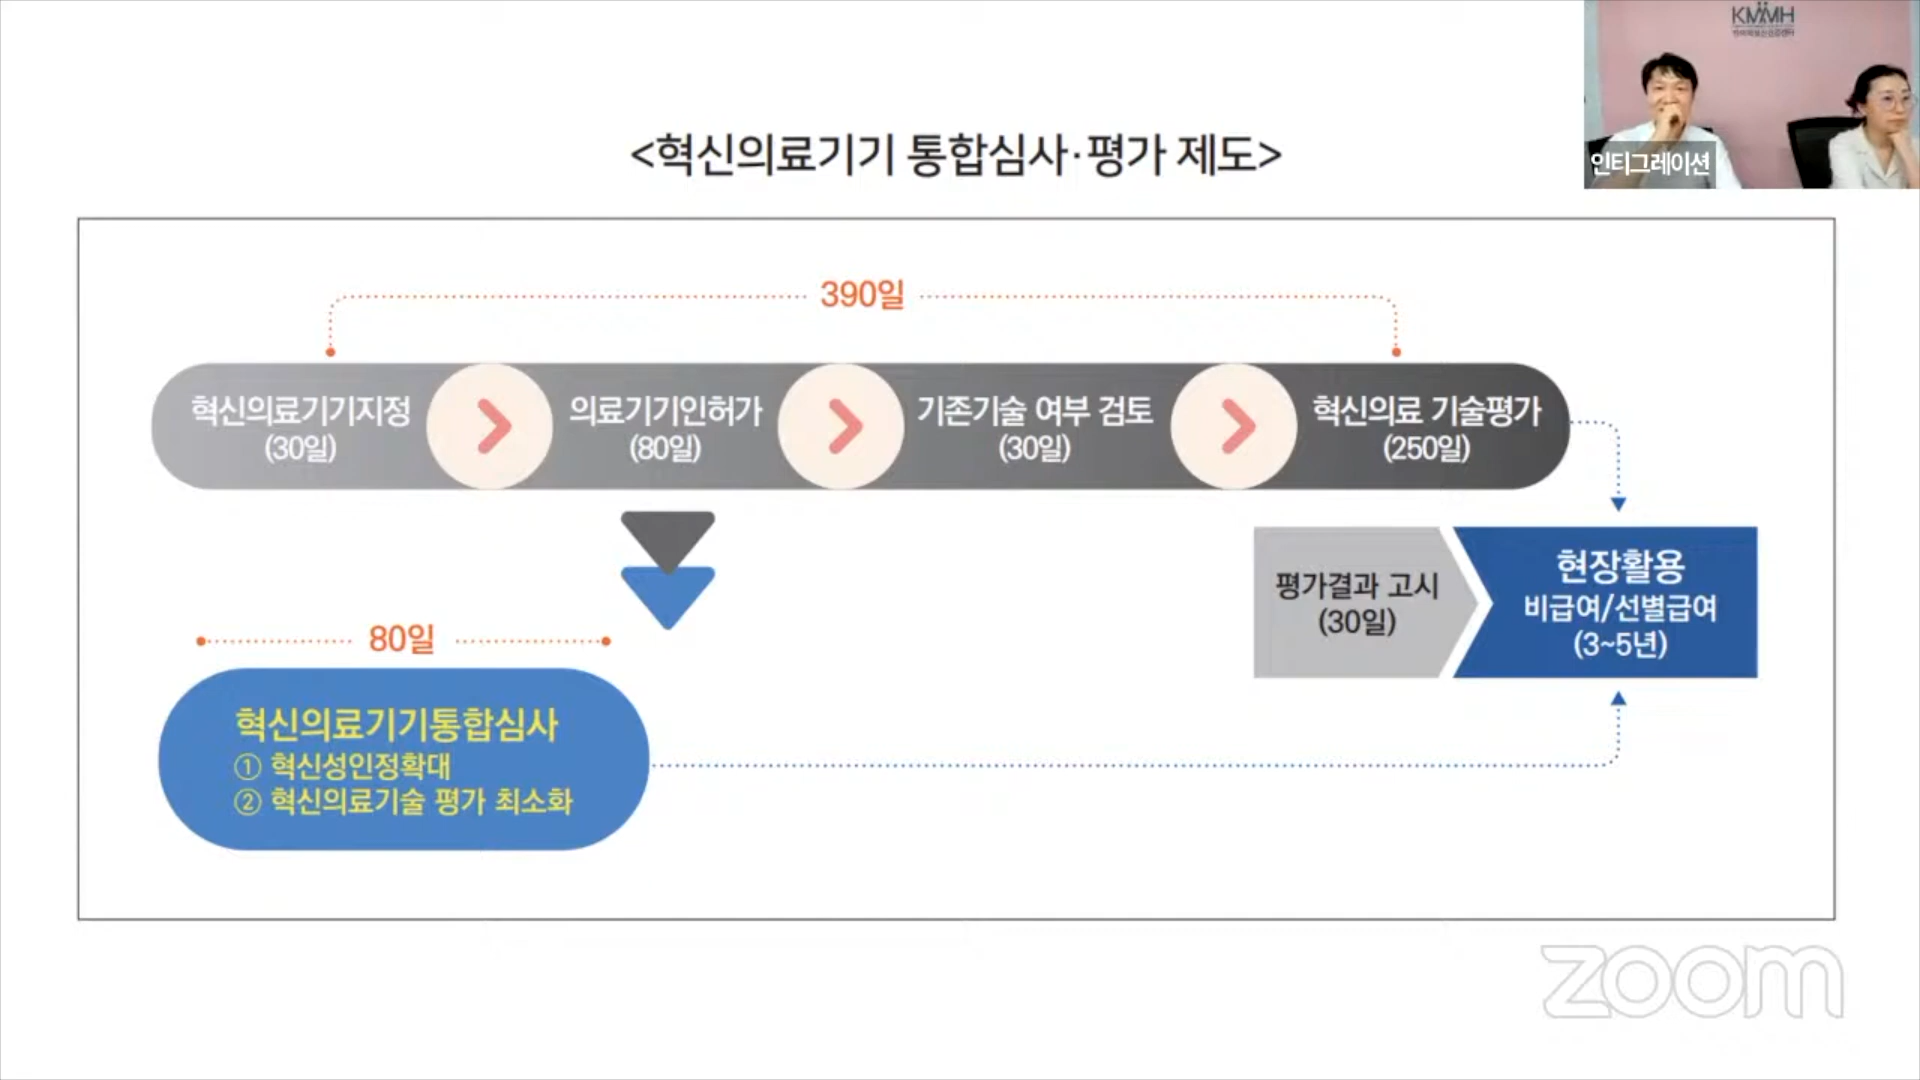 KMMH
인티그레이션
<혁신의료기기 통합심사·평가 제도>
390일
혁신의료기기지정
(30일)
의료기기인허가
(80일)
기존기술 여부 검토
(30일)
혁신의료 기술평가
(250일)
평가결과 고시
(30일)
현장활용
비급여/선별급여
(3~5년)
80일
혁신의료기기통합심사
① 혁신성인정확대
② 혁신의료기술 평가 최소화
zoom